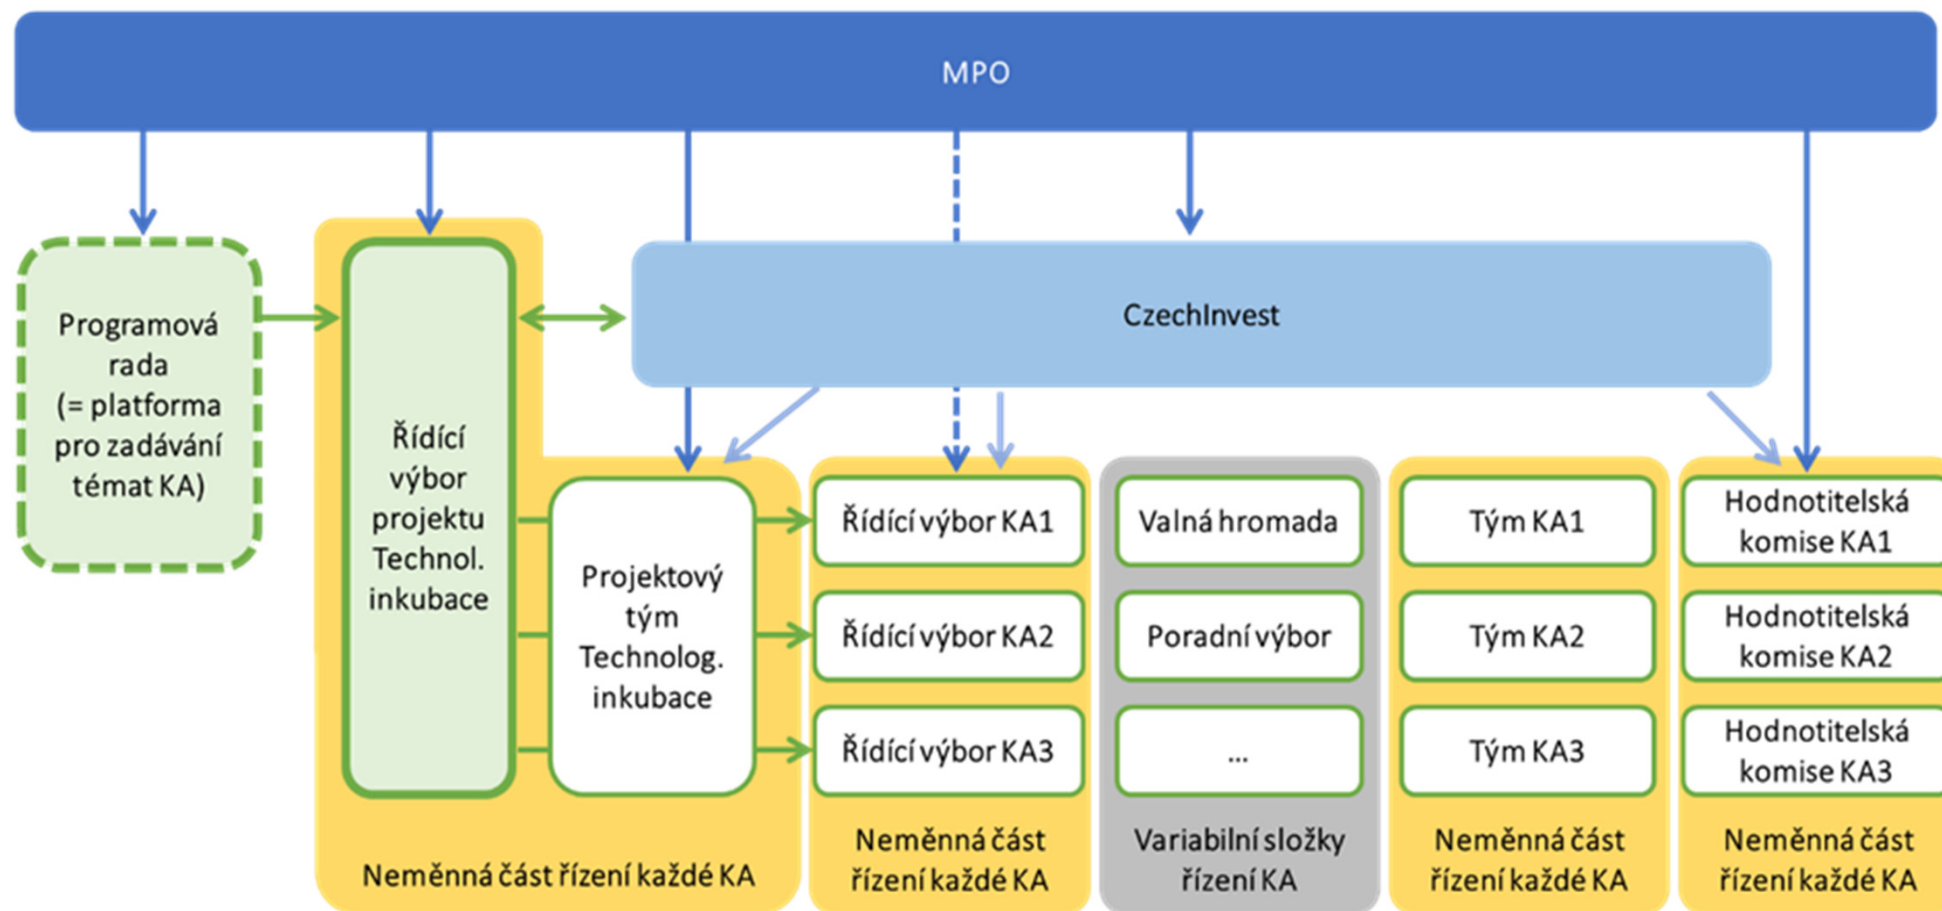 MPO
Programová
rada
(= platforma
pro zadávání
témat KA)
Řídící
výbor
projektu
Technol.
inkubace
CzechInvest
Projektový
tým
Technolog.
inkubace
Neměnná část řízení každé KA
Řídící výbor KA1
Řídící výbor KA2
Řídící výbor KA3
Neměnná část
řízení každé KA
Valná hromada
Poradní výbor
...
Variabilní složky
řízení KA
Tým KA1
Tým KA2
Tým KA3
Neměnná část
řízení každé KA
Hodnotitelská
komise KA1
Hodnotitelská
komise KA2
Hodnotitelská
komise KA3
Neměnná část
řízení každé KA